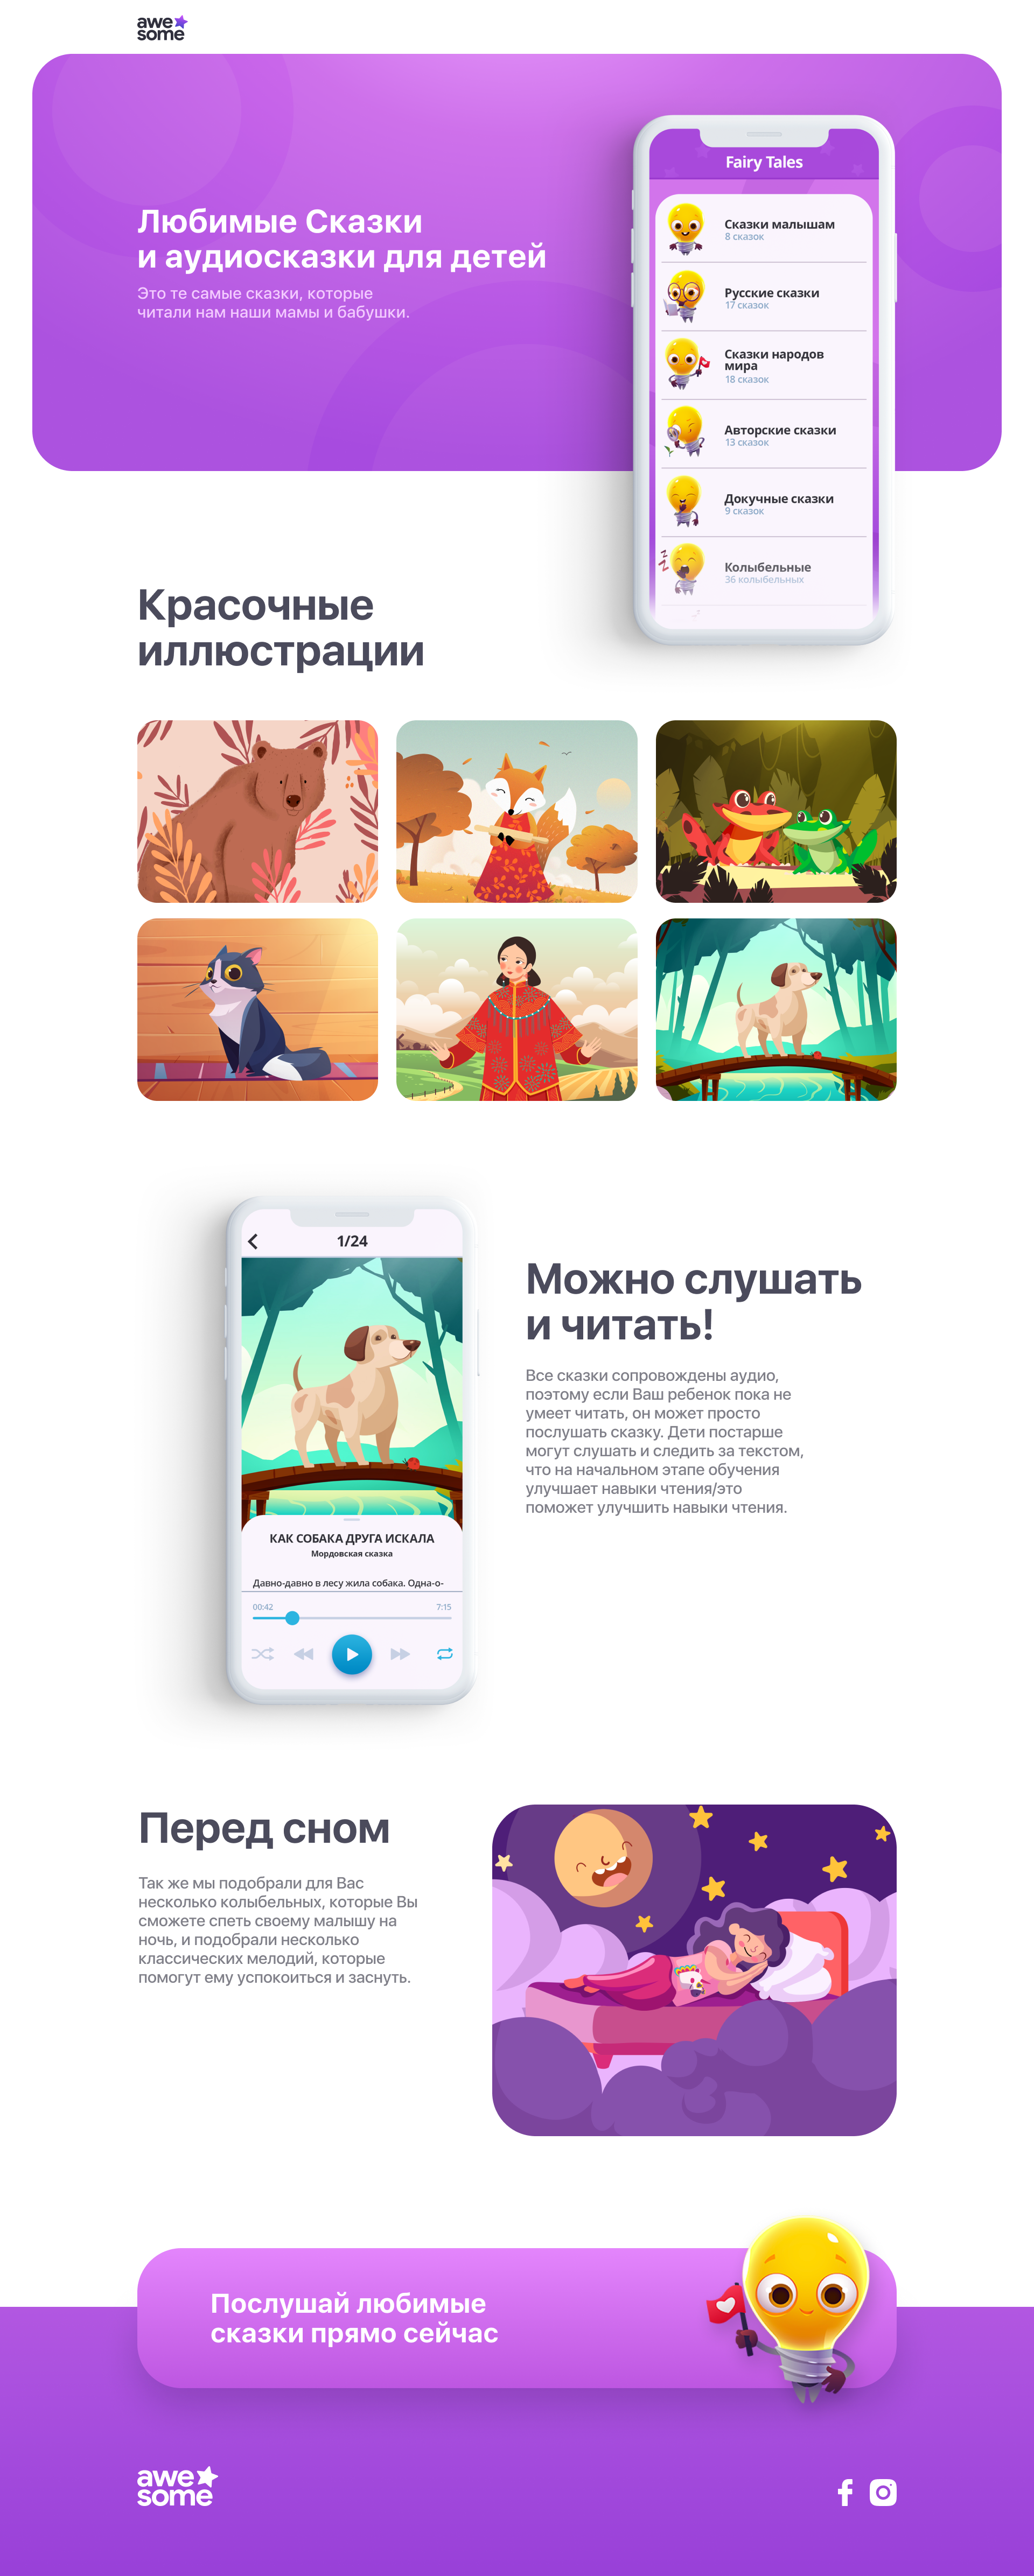 awe
some
Любимые Сказки
и аудиосказки для детей
Это те самые сказки, которые
читали нам наши мамы и бабушки.
Fairy Tales
Сказки малышам
8 сказок
Русские сказки
17 сказок
Сказки народов
мира
18 сказок
Авторские сказки
13 сказок
Докучные сказки
9 сказок
Колыбельные
36 колыбельных
Красочные
иллюстрации
1/24
КАК СОБАКА ДРУГА ИСКАЛА
Мордовская сказка
Давно-давно в лесу жила собака. Одна-о-
00:42
7:15
Можно слушать
и читать!
Все сказки сопровождены аудио,
поэтому если Ваш ребенок пока не
умеет читать, он может просто
послушать сказку. Дети постарше
могут слушать и следить за текстом,
что на начальном этапе обучения
улучшает навыки чтения/это
поможет улучшить навыки чтения.
Перед сном
Так же мы подобрали для Вас
несколько колыбельных, которые Вы
сможете спеть своему малышу на
ночь, и подобрали несколько
классических мелодий, которые
помогут ему успокоиться и заснуть.
Послушай любимые
сказки прямо сейчас
awe
some